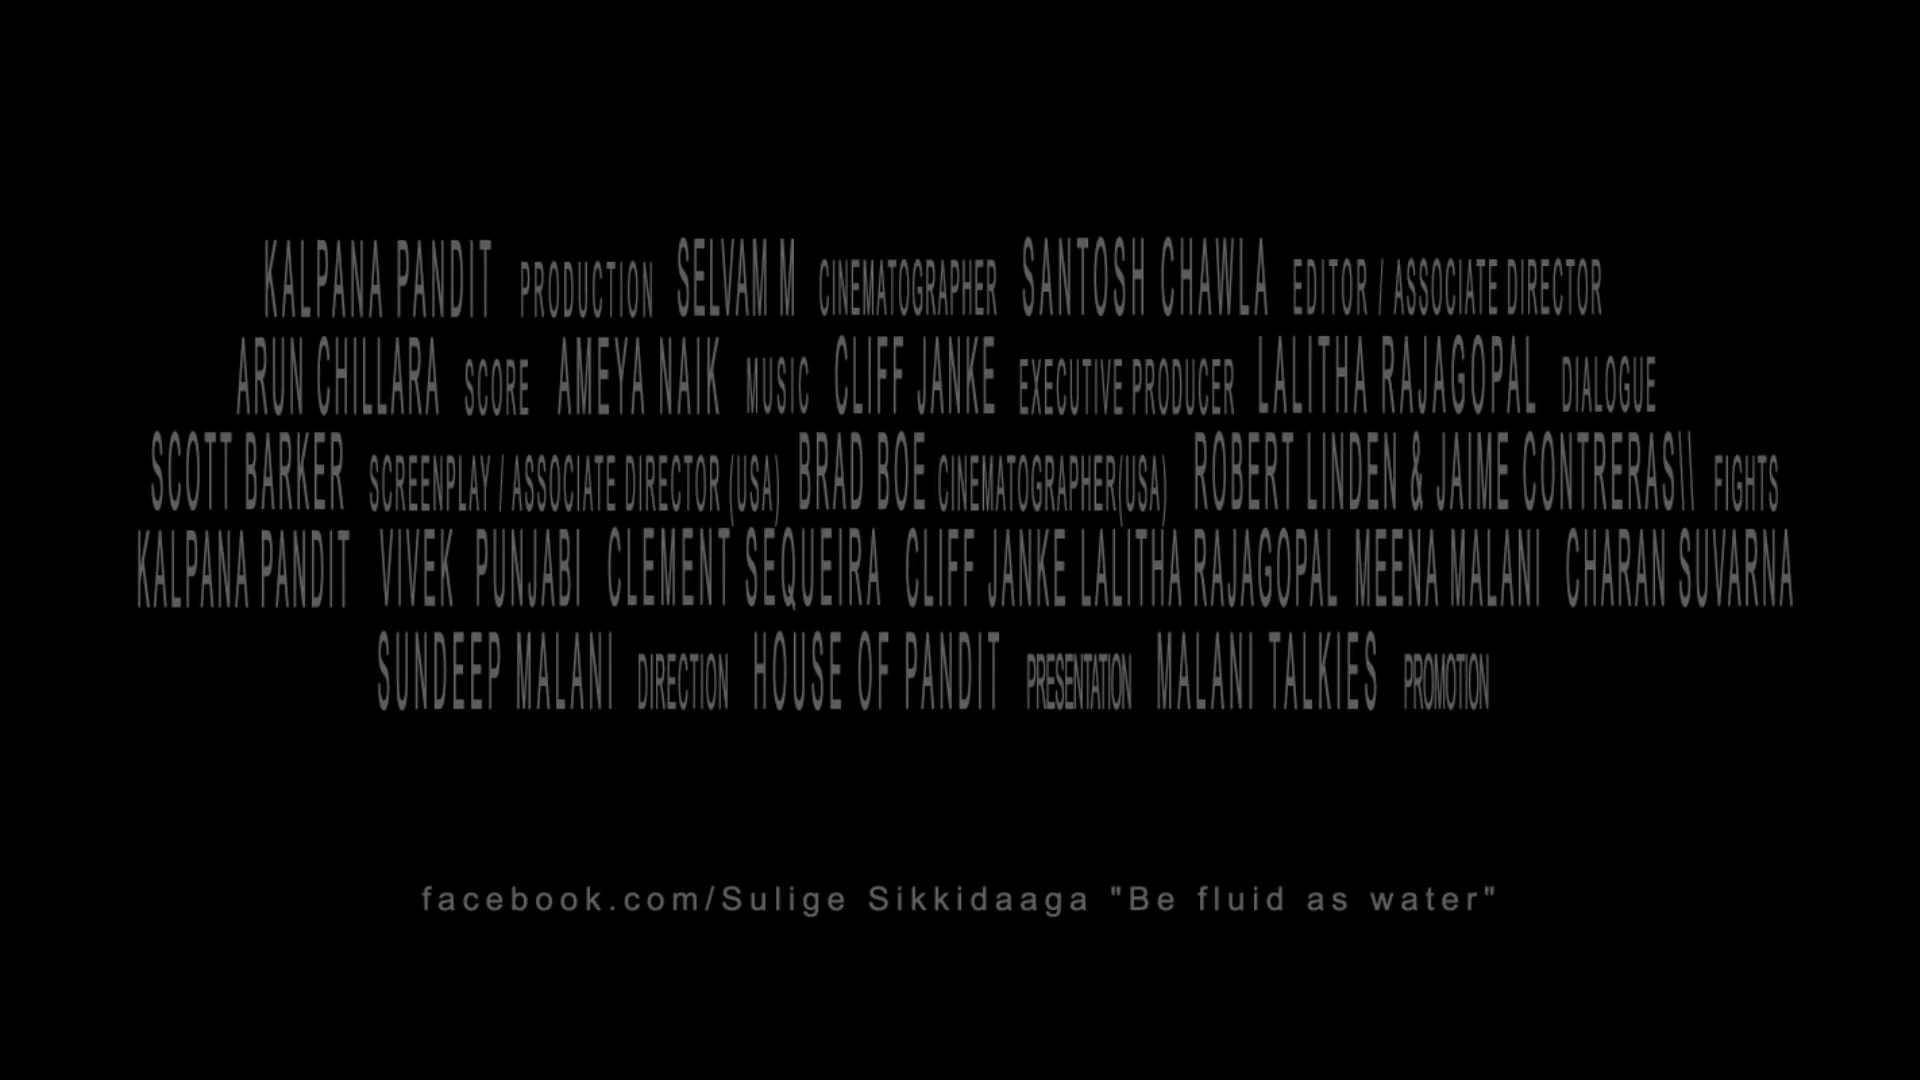 KALPANA PANDIT PRODUCTION SELVAM M CINEMATOGRAPHER SANTOSH CHAWLA EDITOR / ASSOCIATE DIRECTOR
ARUN CHILLARA SCORE AMEYA NAIK MUSIC CLIFF JANKE EXECUTIVE PRODUCER LALITHA RAJAGOPAL DIALOGUE
SCOTT BARKER SCREENPLAY / ASSOCIATE DIRECTOR (USA) BRAD BOE CINEMATOGRAPHER(USA) ROBERT LINDEN & JAIME CONTRERAS\\ FIGHTS
KALPANA PANDIT VIVEK PUNJABI CLEMENT SEQUEIRA CLIFF JANKE LALITHA RAJAGOPAL MEENA MALANI CHARAN SUVARNA
SUNDEEP MALANI DIRECTION HOUSE OF PANDIT PRESENTATION MALANI TALKIES PROMOTION
facebook.com/Sulige Sikkidaaga "Be fluid as water"